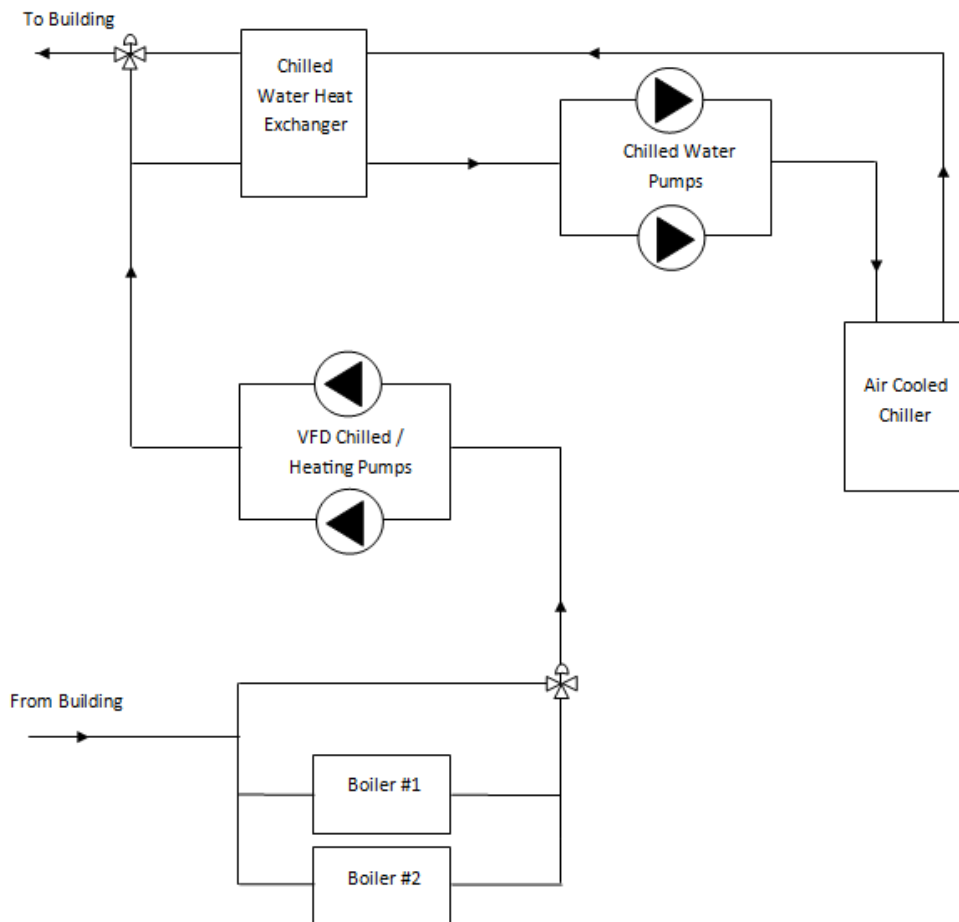 To Building
Chilled
Water Heat
Exchanger
Chilled Water
Pumps
Air Cooled
Chiller
VFD Chilled /
Heating Pumps
From Building
Boiler #1
Boiler #2